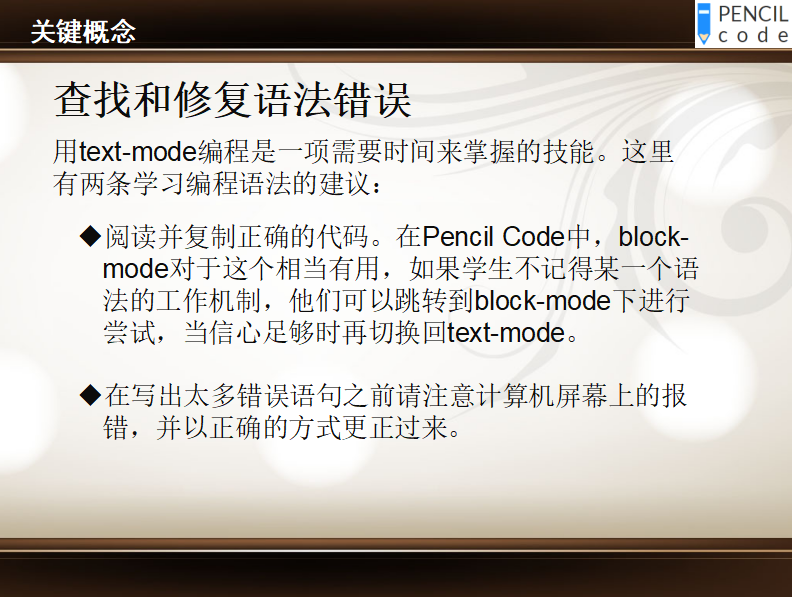 关键概念
PENCIL
code
查找和修复语法错误
用text-mode编程是一项需要时间来掌握的技能。这里
有两条学习编程语法的建议：
◆阅读并复制正确的代码。在Pencil Code中，block-
mode对于这个相当有用，如果学生不记得某一个语
法的工作机制，他们可以跳转到block-mode下进行
尝试，当信心足够时再切换回text-mode。
◆在写出太多错误语句之前请注意计算机屏幕上的报
错，并以正确的方式更正过来。